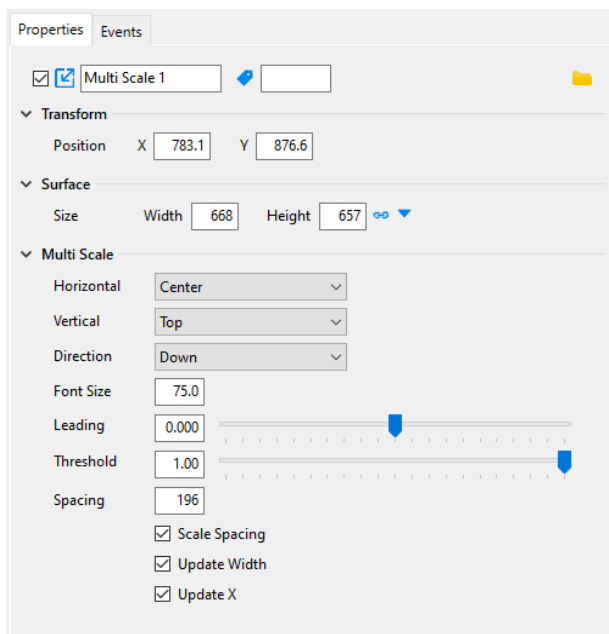 Properties Events
Multi Scale 1
Transform
Position X 783.1 Y 876.6
Surface
Size Width 668 Height 657
Multi Scale
Horizontal Center
Vertical Top
Direction Down
Font Size 75.0
Leading 0.000
Threshold 1.00
Spacing 196
Scale Spacing
Update Width
Update X